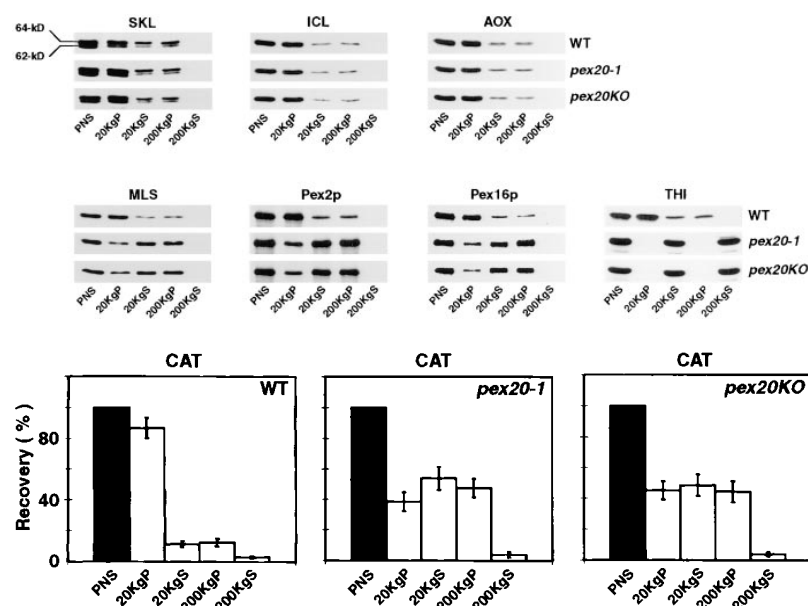 SKL ICL AOX
64-kD
62-kD
WT
pex20-1
pex20KO
PNS 20KgP 20KgS 200KgP 200KgS PNS 20KgP 20KgS 200KgP 200KgS PNS 20KgP 20KgS 200KgP 200KgS
MLS Pex2p Pex16p THI
WT
pex20-1
pex20KO
PNS 20KgP 20KgS 200KgP 200KgS PNS 20KgP 20KgS 200KgP 200KgS PNS 20KgP 20KgS 200KgP 200KgS PNS 20KgP 20KgS 200KgP 200KgS
CAT CAT CAT
WT pex20-1 pex20KO
Recovery ( % )
80
40
0
PNS 20KgP 20KgS 200KgP 200KgS PNS 20KgP 20KgS 200KgP 200KgS PNS 20KgP 20KgS 200KgP 200KgS